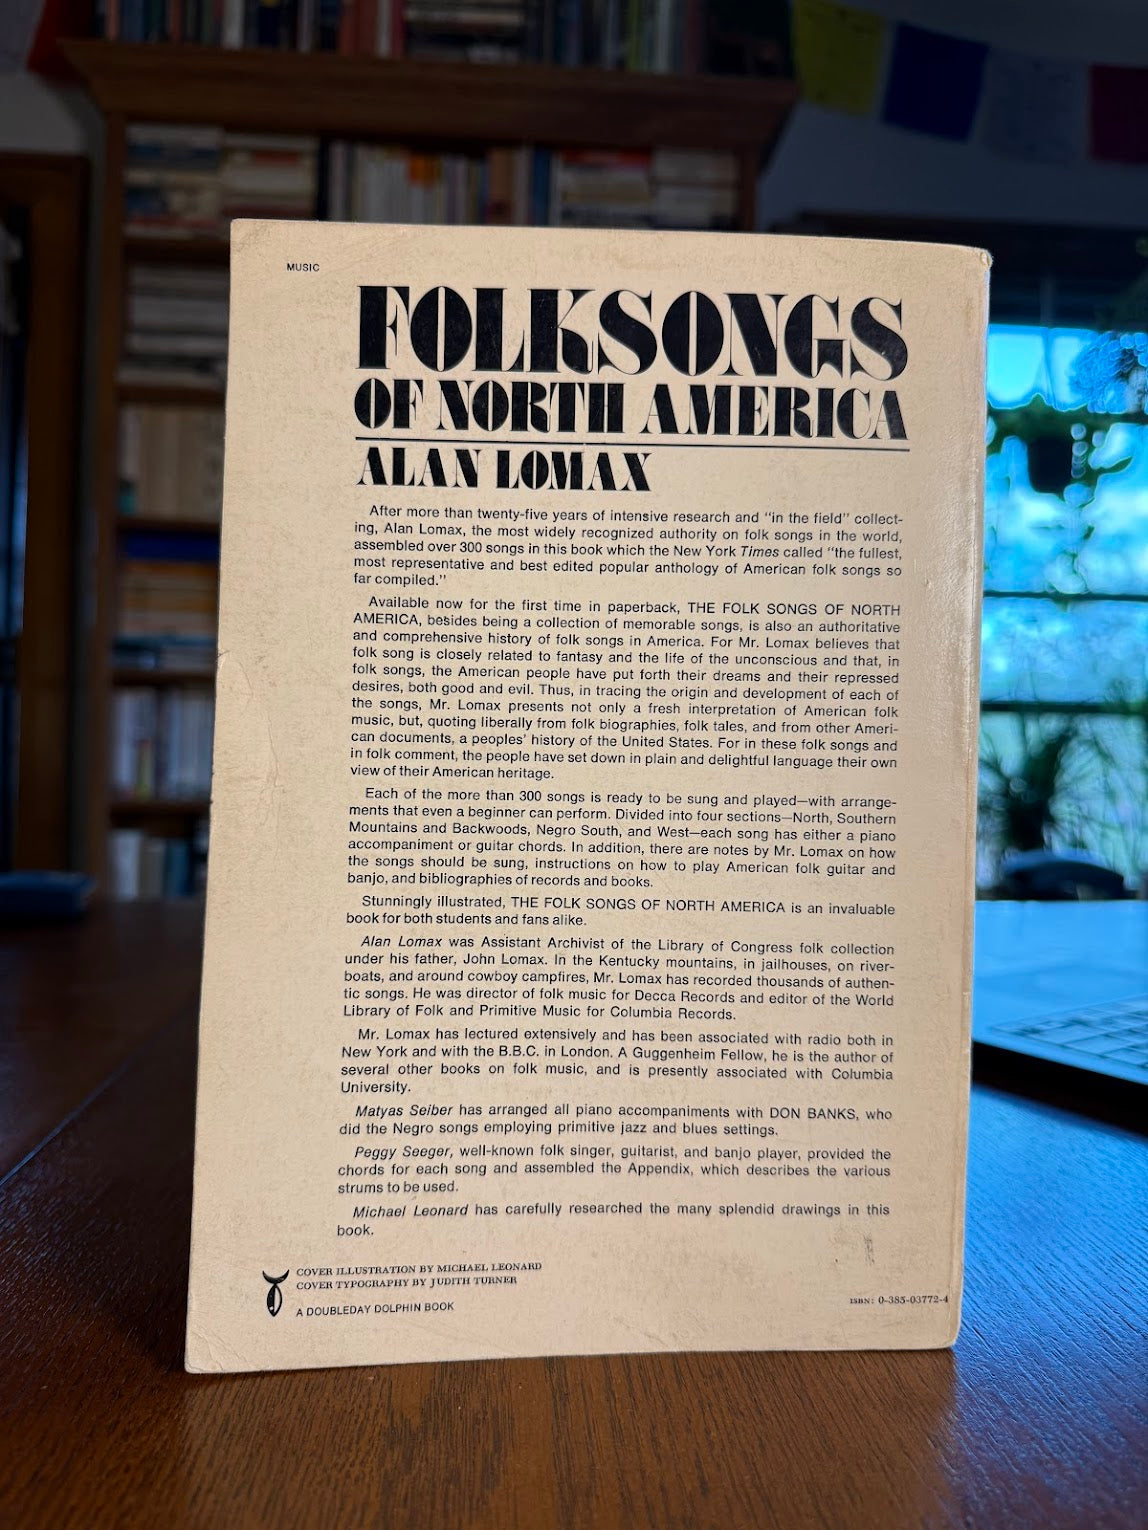 MUSIC
FOLKSONGS
OF NORTH AMERICA
ALAN LOMAX
After more than twenty-five years of intensive research and "in the field" collect-
ing, Alan Lomax, the most widely recognized authority on folk songs in the world,
assembled over 300 songs in this book which the New York Times called "the fullest,
most representative and best edited popular anthology of American folk songs so
far compiled."
Available now for the first time in paperback, THE FOLK SONGS OF NORTH
AMERICA, besides being a collection of memorable songs, is also an authoritative
and comprehensive history of folk songs in America. For Mr. Lomax believes that
folk song is closely related to fantasy and the life of the unconscious and that, in
folk songs, the American people have put forth their dreams and their repressed
desires, both good and evil. Thus, in tracing the origin and development of each of
the songs, Mr. Lomax presents not only a fresh interpretation of American folk
music, but, quoting liberally from folk biographies, folk tales, and from other Ameri-
can documents, a peoples' history of the United States. For in these folk songs and
in folk comment, the people have set down in plain and delightful language their own
view of their American heritage.
Each of the more than 300 songs is ready to be sung and played—with arrange-
ments that even a beginner can perform. Divided into four sections—North, Southern
Mountains and Backwoods, Negro South, and West—each song has either a piano
accompaniment or guitar chords. In addition, there are notes by Mr. Lomax on how
the songs should be sung, instructions on how to play American folk guitar and
banjo, and bibliographies of records and books.
Stunningly illustrated, THE FOLK SONGS OF NORTH AMERICA is an invaluable
book for both students and fans alike.
Alan Lomax was Assistant Archivist of the Library of Congress folk collection
under his father, John Lomax. In the Kentucky mountains, in jailhouses, on river-
boats, and around cowboy campfires, Mr. Lomax has recorded thousands of authen-
tic songs. He was director of folk music for Decca Records and editor of the World
Library of Folk and Primitive Music for Columbia Records.
Mr. Lomax has lectured extensively and has been associated with radio both in
New York and with the B.B.C. in London. A Guggenheim Fellow, he is the author of
several other books on folk music, and is presently associated with Columbia
University.
Matyas Seiber has arranged all piano accompaniments with DON BANKS, who
did the Negro songs employing primitive jazz and blues settings.
Peggy Seeger, well-known folk singer, guitarist, and banjo player, provided the
chords for each song and assembled the Appendix, which describes the various
strums to be used.
Michael Leonard has carefully researched the many splendid drawings in this
book.
COVER ILLUSTRATION BY MICHAEL LEONARD
COVER TYPOGRAPHY BY JUDITH TURNER
A DOUBLEDAY DOLPHIN BOOK
ISBN: 0-385-03772-4